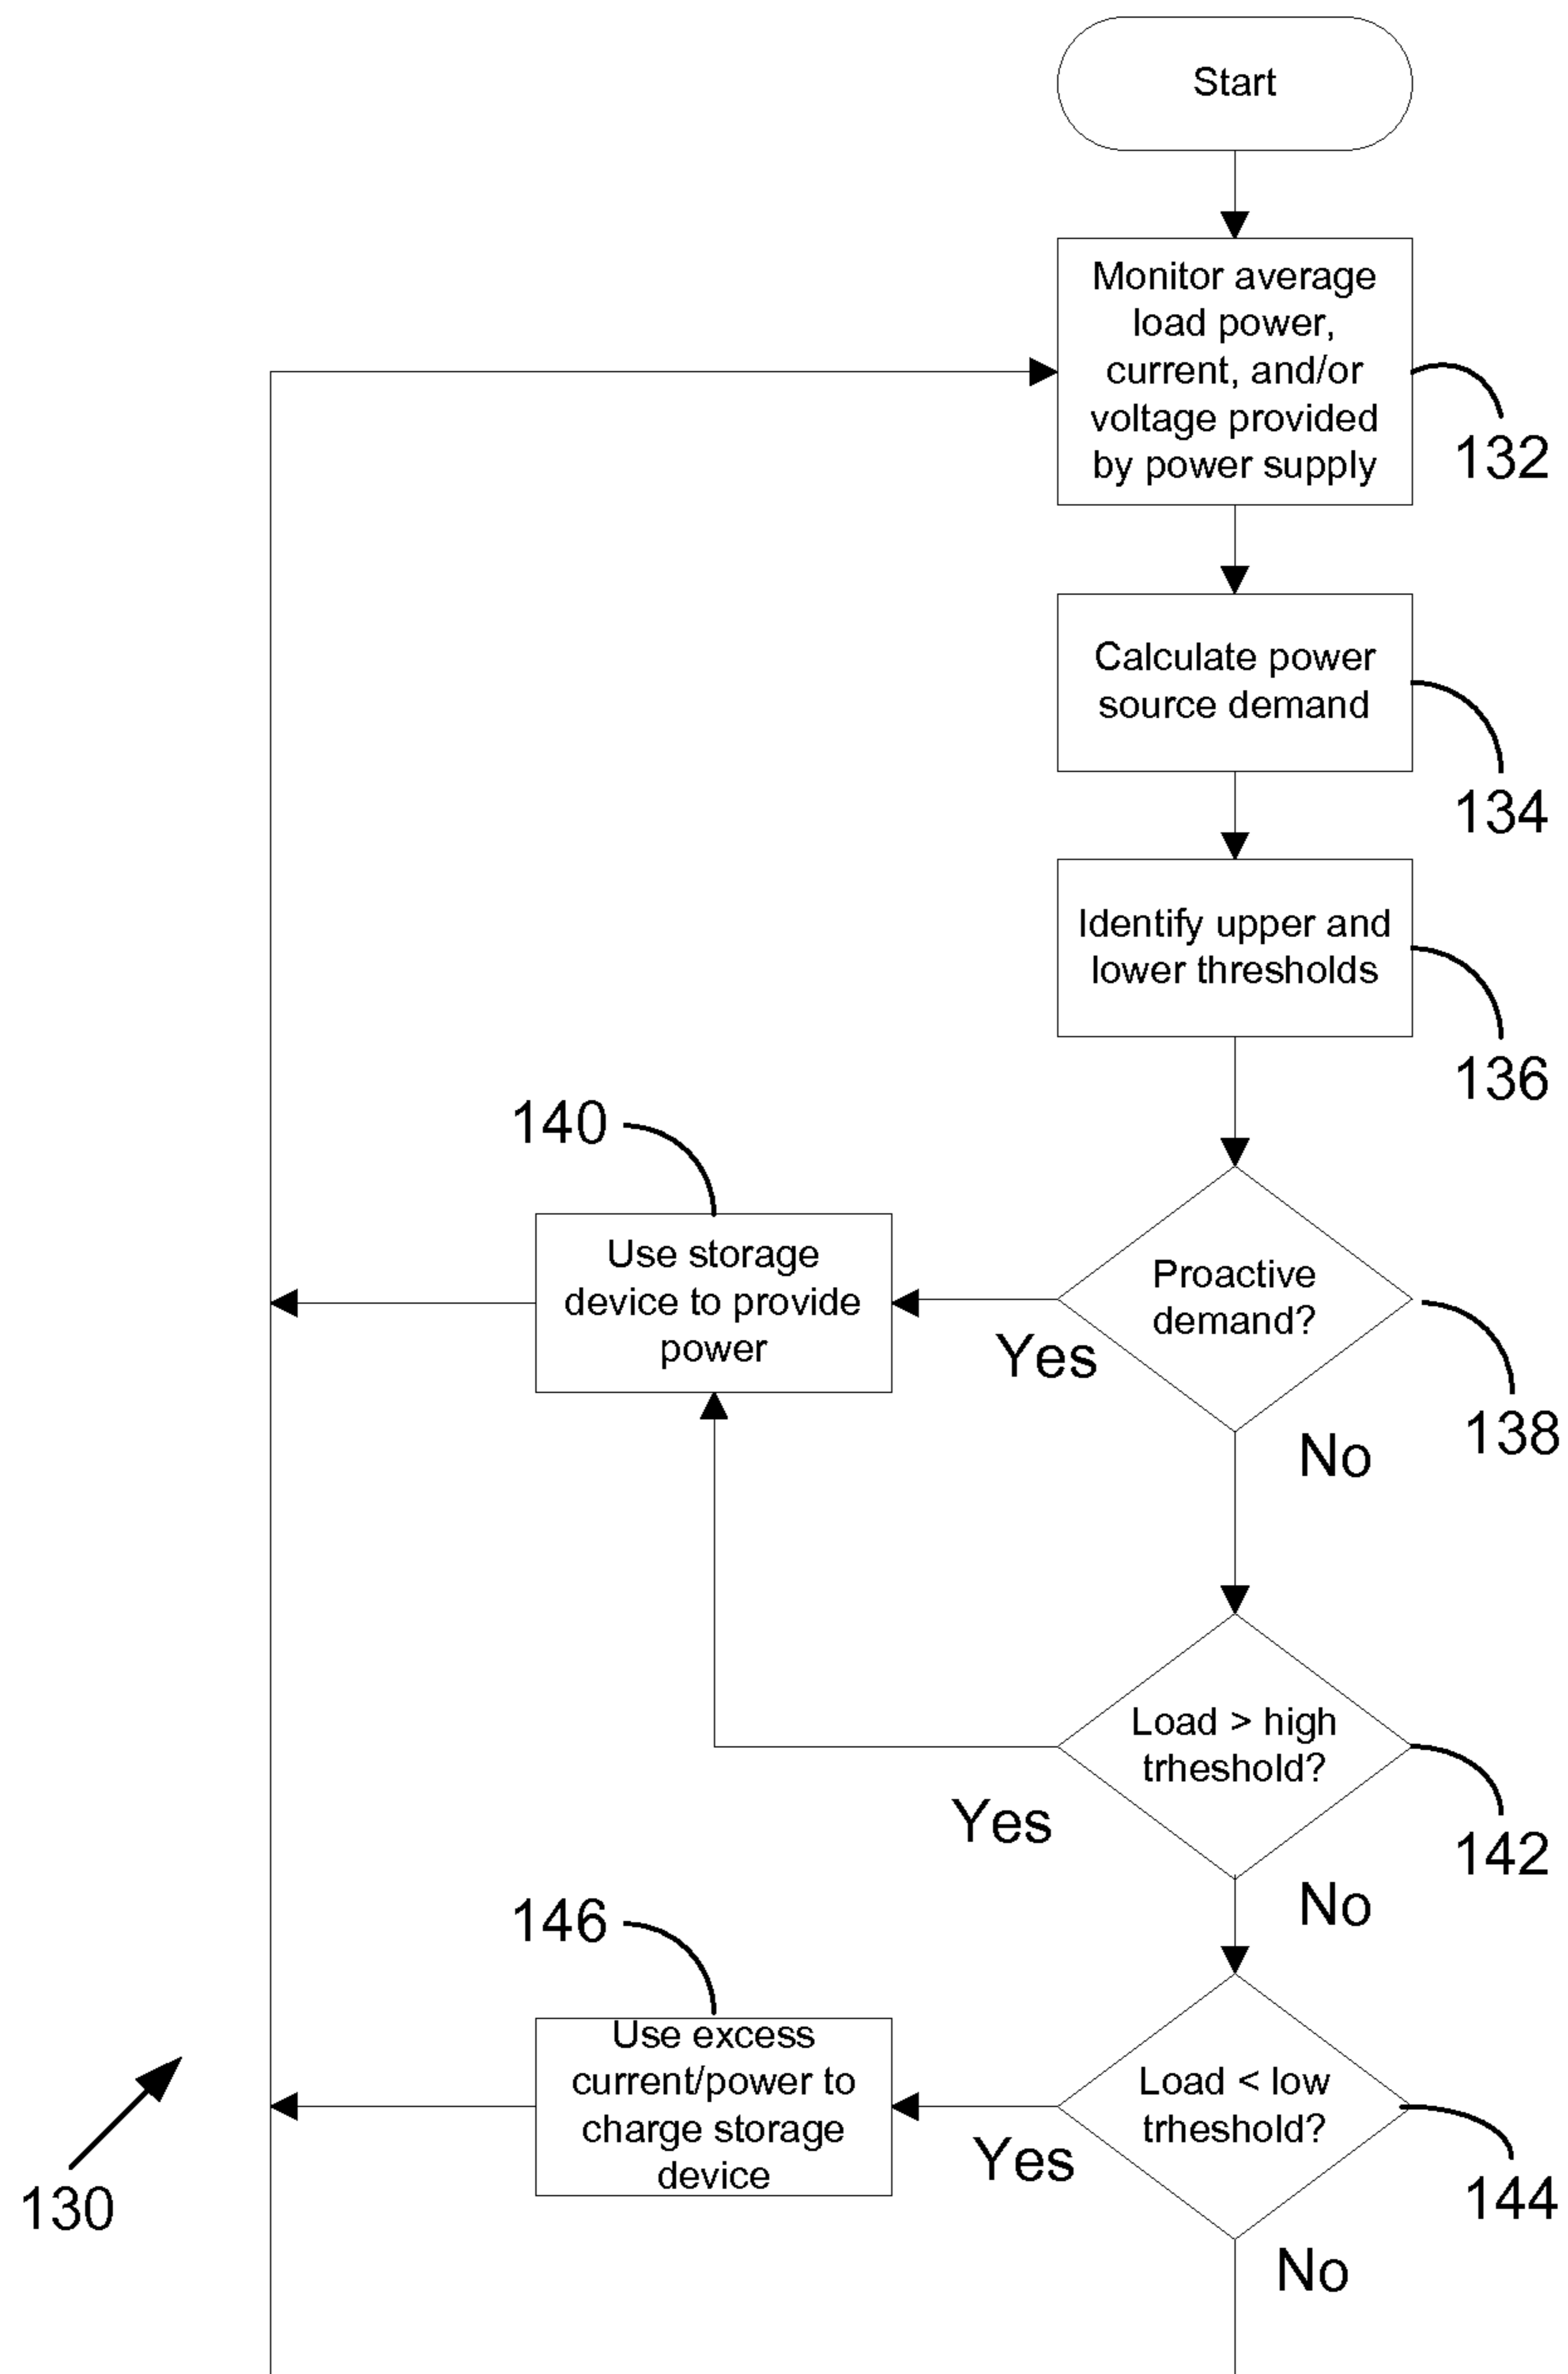 Start
Monitor average
load power,
current, and/or
voltage provided
by power supply
132
Calculate power
source demand
134
Identify upper and
lower thresholds
136
140
Use storage
device to provide
power
Proactive
demand?
Yes
138
No
Load > high
trheshold?
Yes
142
No
146
Use excess
current/power to
charge storage
device
Load < low
trheshold?
Yes
144
130
No